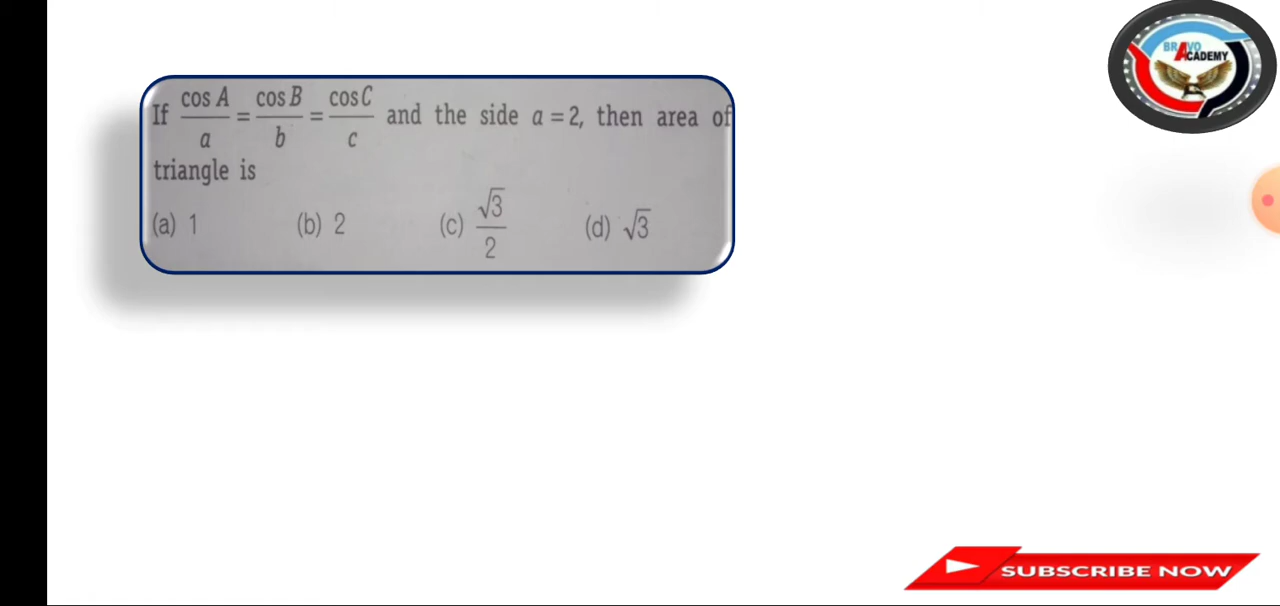 If cos A/a = cos B/b = cos C/c and the side a = 2, then area of
triangle is
(a) 1 (b) 2 (c) √3/2 (d) √3
BRAVO
ACADEMY
SUBSCRIBE NOW